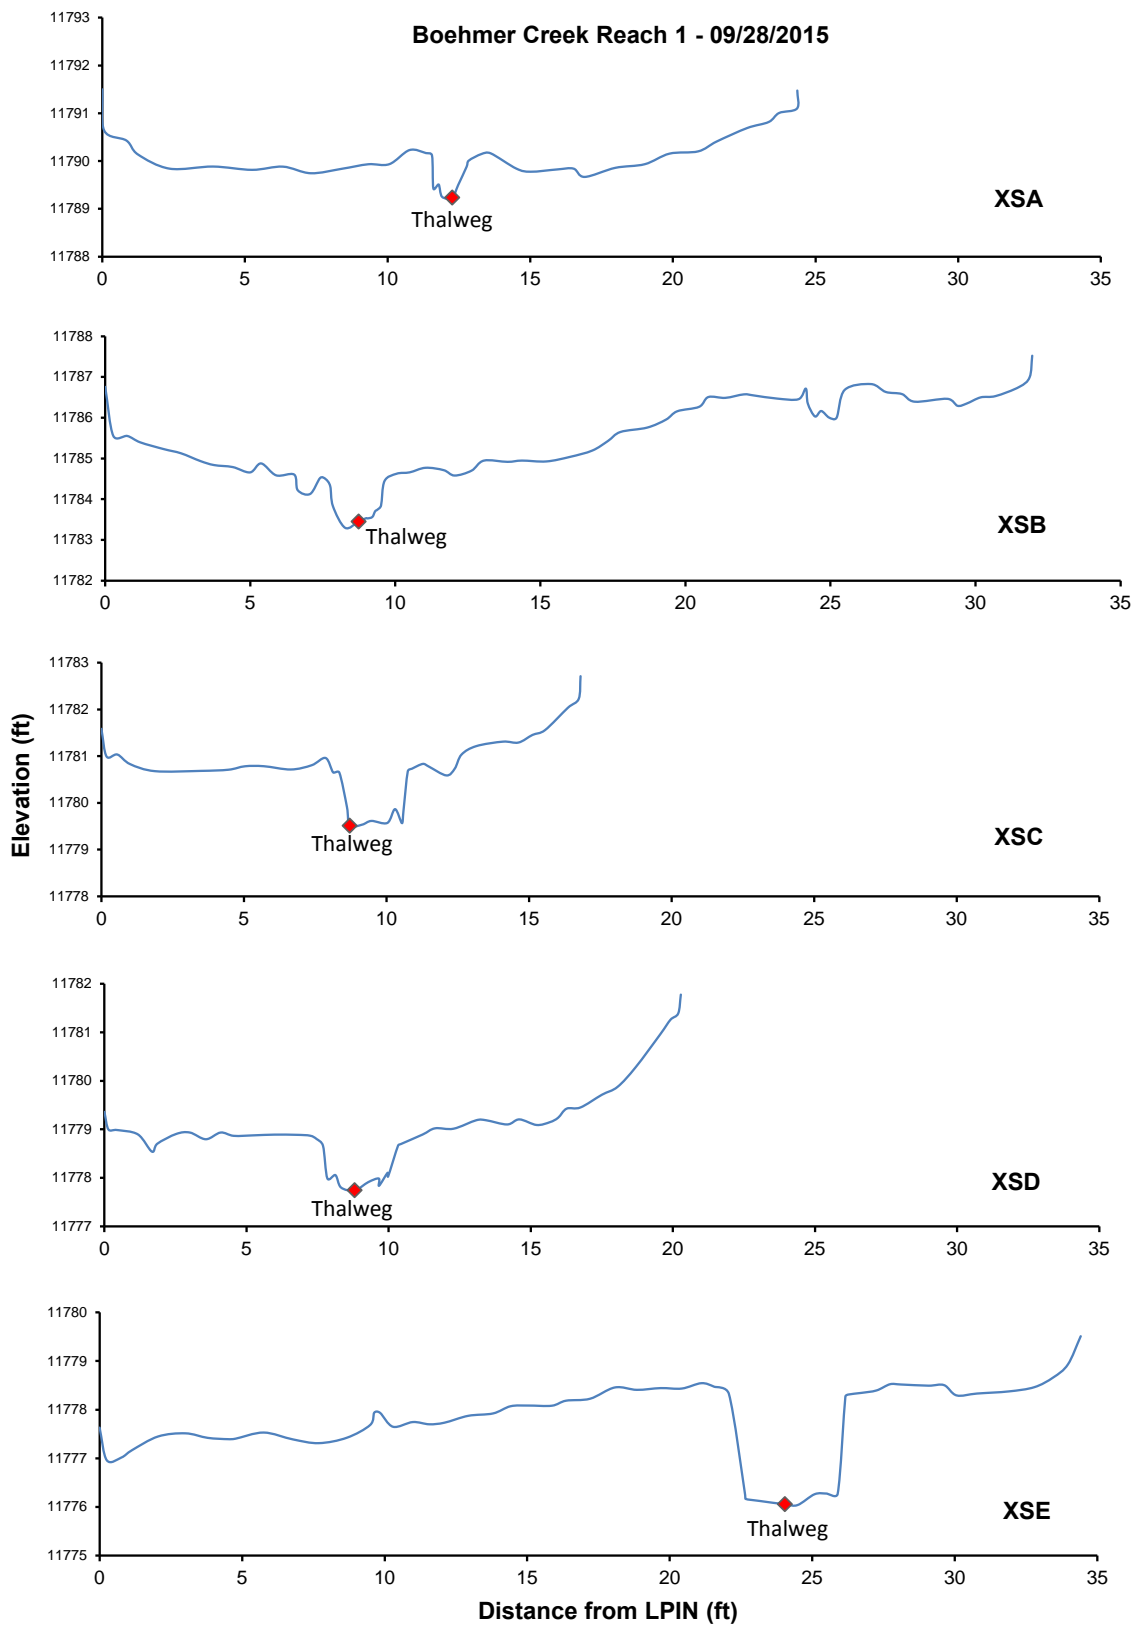 Boehmer Creek Reach 1 - 09/28/2015
11793
11792
11791
11790
11789
11788
Thalweg
XSA
0 5 10 15 20 25 30 35
11788
11787
11786
11785
11784
11783
11782
Thalweg
XSB
0 5 10 15 20 25 30 35
Elevation (ft)
11783
11782
11781
11780
11779
11778
Thalweg
XSC
0 5 10 15 20 25 30 35
11782
11781
11780
11779
11778
11777
Thalweg
XSD
0 5 10 15 20 25 30 35
11780
11779
11778
11777
11776
11775
Thalweg
XSE
0 5 10 15 20 25 30 35
Distance from LPIN (ft)